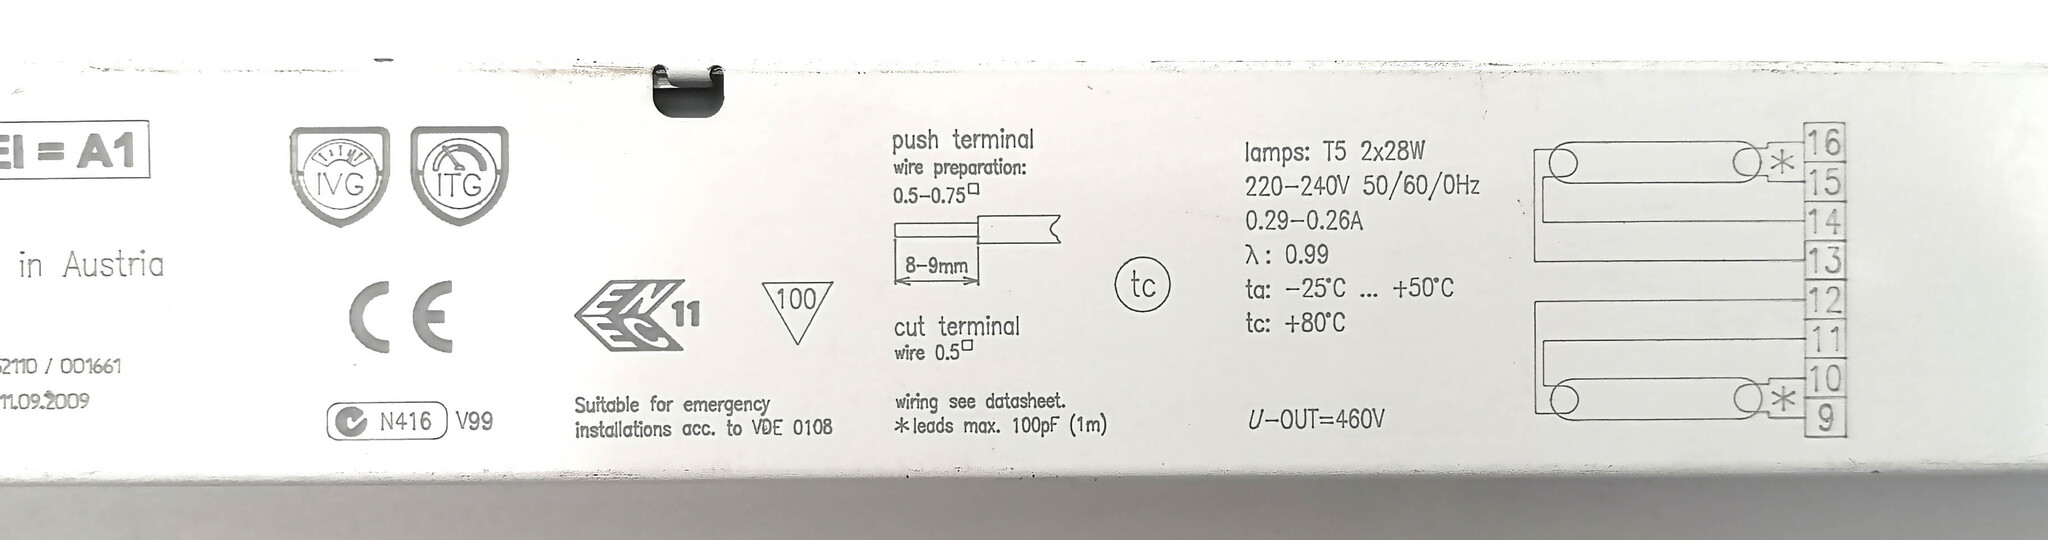 EI = A1
in Austria
2110 / 001661
11.09.2009
IVG
ITG
CE
N416 V99
ENEC 11
Suitable for emergency
installations acc. to VDE 0108
100
push terminal
wire preparation:
0.5–0.75□
8–9mm
cut terminal
wire 0.5□
wiring see datasheet.
*leads max. 100pF (1m)
tc
lamps: T5 2x28W
220–240V 50/60/0Hz
0.29–0.26A
λ: 0.99
ta: –25°C ... +50°C
tc: +80°C
U–OUT=460V
* 16
15
14
13
12
11
10
* 9